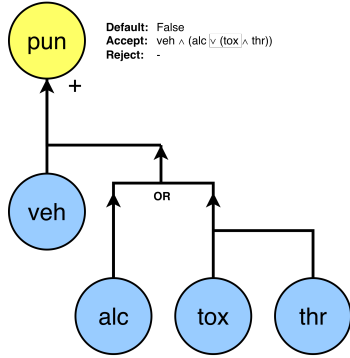 pun
Default: False
Accept: veh ∧ (alc ∨ (tox ∧ thr))
Reject: -
+
veh
OR
alc tox thr